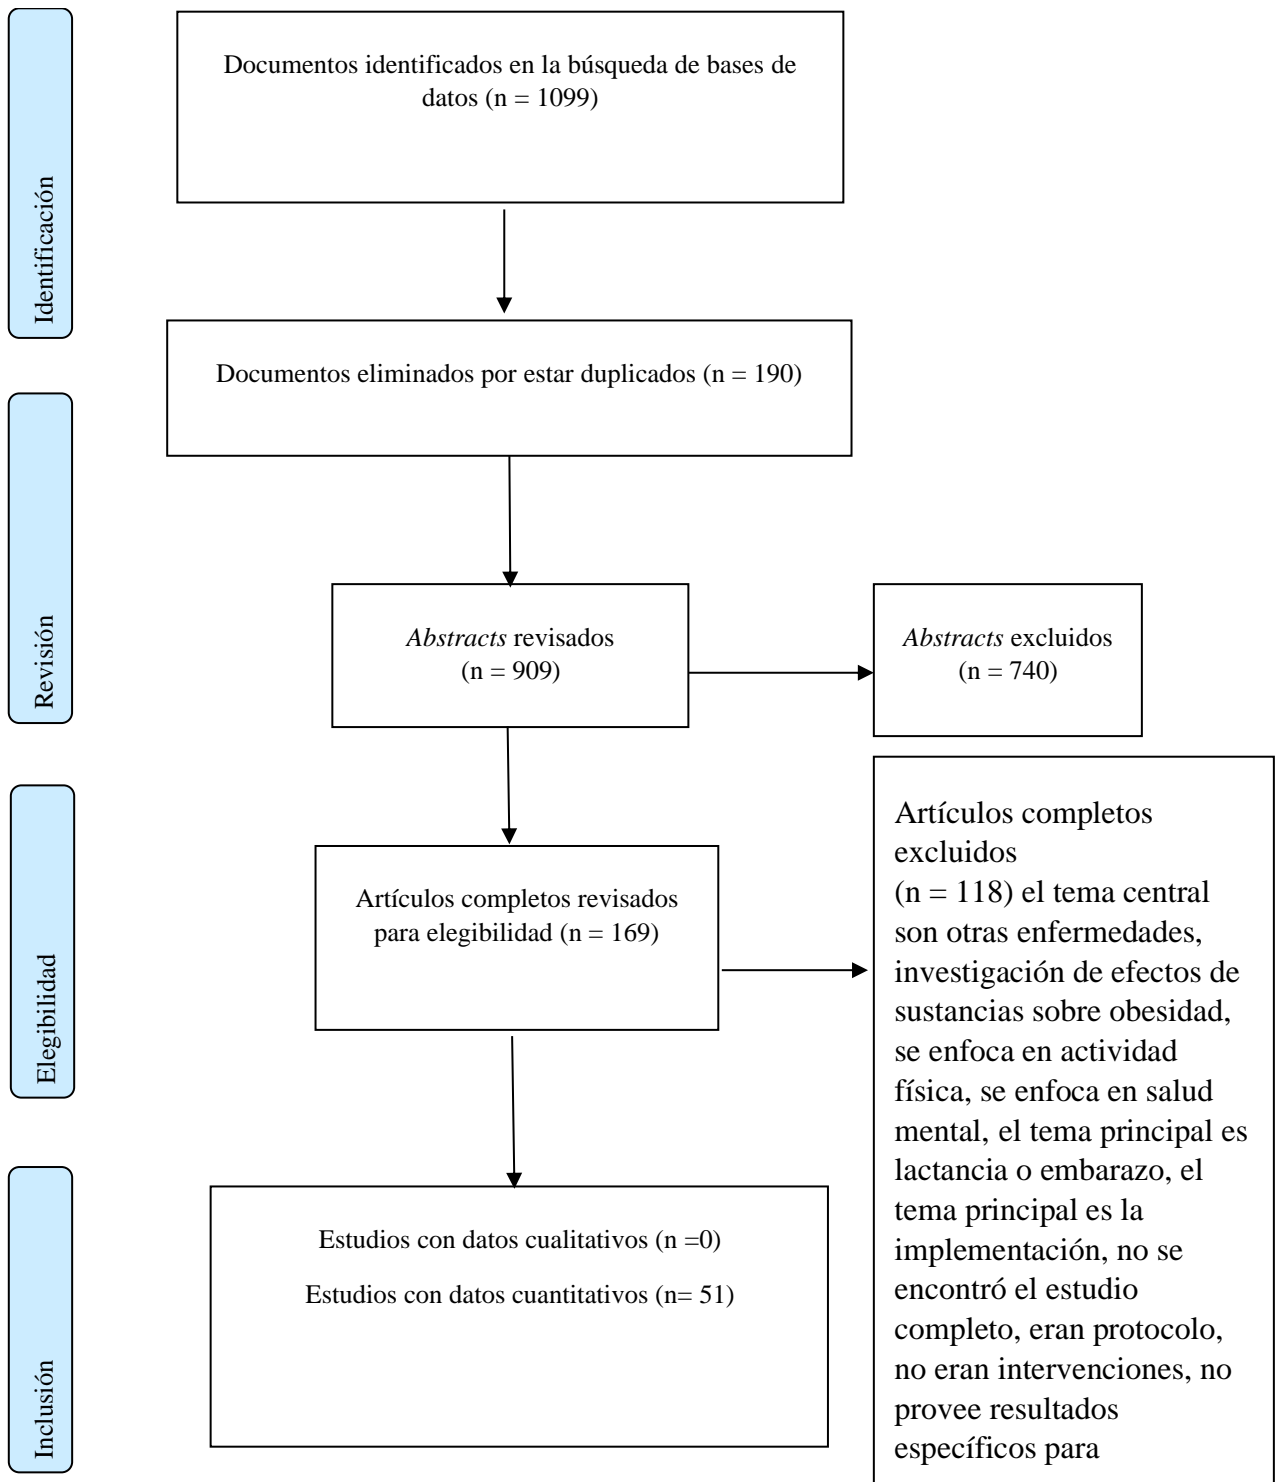 Identificación
Documentos identificados en la búsqueda de bases de
datos (n = 1099)
Documentos eliminados por estar duplicados (n = 190)
Revisión
Abstracts revisados
(n = 909)
Abstracts excluidos
(n = 740)
Elegibilidad
Artículos completos revisados
para elegibilidad (n = 169)
Artículos completos
excluidos
(n = 118) el tema central
son otras enfermedades,
investigación de efectos de
sustancias sobre obesidad,
se enfoca en actividad
física, se enfoca en salud
mental, el tema principal es
lactancia o embarazo, el
tema principal es la
implementación, no se
encontró el estudio
completo, eran protocolo,
no eran intervenciones, no
provee resultados
específicos para
Inclusión
Estudios con datos cualitativos (n =0)
Estudios con datos cuantitativos (n= 51)